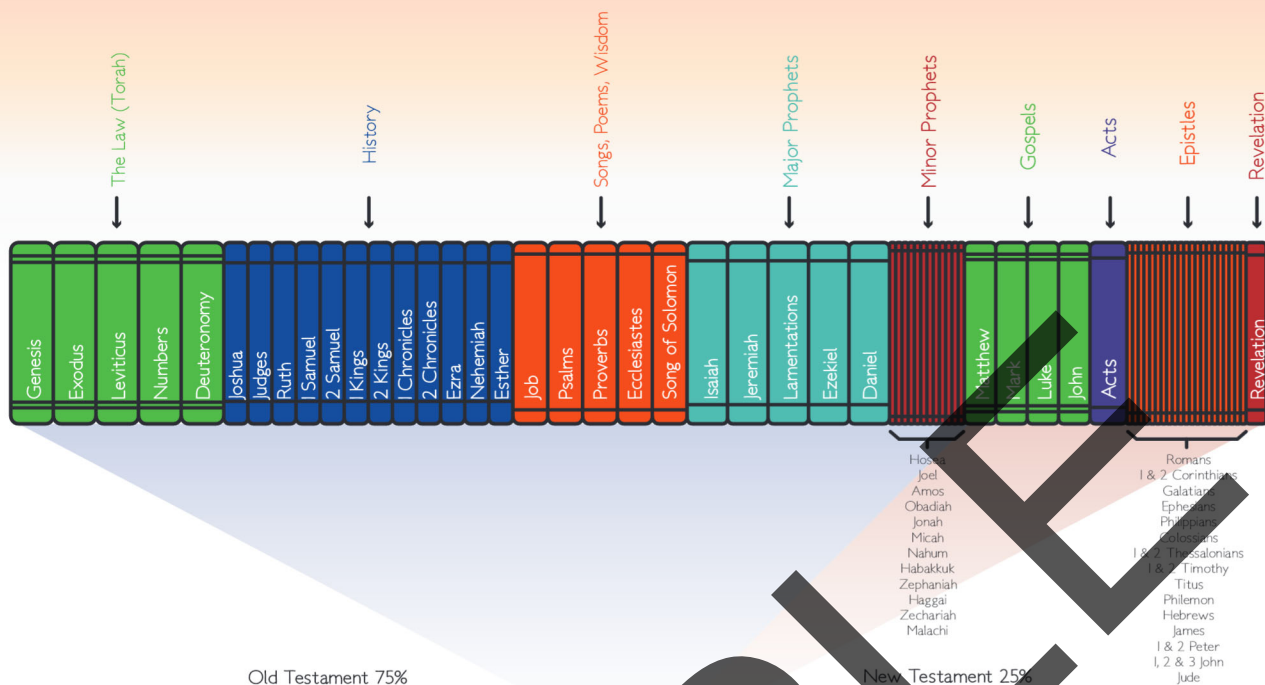 The Law (Torah)
History
Songs, Poems, Wisdom
Major Prophets
Minor Prophets
Gospels
Acts
Epistles
Revelation
Genesis
Exodus
Leviticus
Numbers
Deuteronomy
Joshua
Judges
Ruth
1 Samuel
2 Samuel
1 Kings
2 Kings
1 Chronicles
2 Chronicles
Ezra
Nehemiah
Esther
Job
Psalms
Proverbs
Ecclesiastes
Song of Solomon
Isaiah
Jeremiah
Lamentations
Ezekiel
Daniel
Matthew
Mark
Luke
John
Acts
Revelation
Hosea
Joel
Amos
Obadiah
Jonah
Micah
Nahum
Habakkuk
Zephaniah
Haggai
Zechariah
Malachi
Romans
1 & 2 Corinthians
Galatians
Ephesians
Philippians
Colossians
1 & 2 Thessalonians
1 & 2 Timothy
Titus
Philemon
Hebrews
James
1 & 2 Peter
1, 2 & 3 John
Jude
Old Testament 75%
New Testament 25%